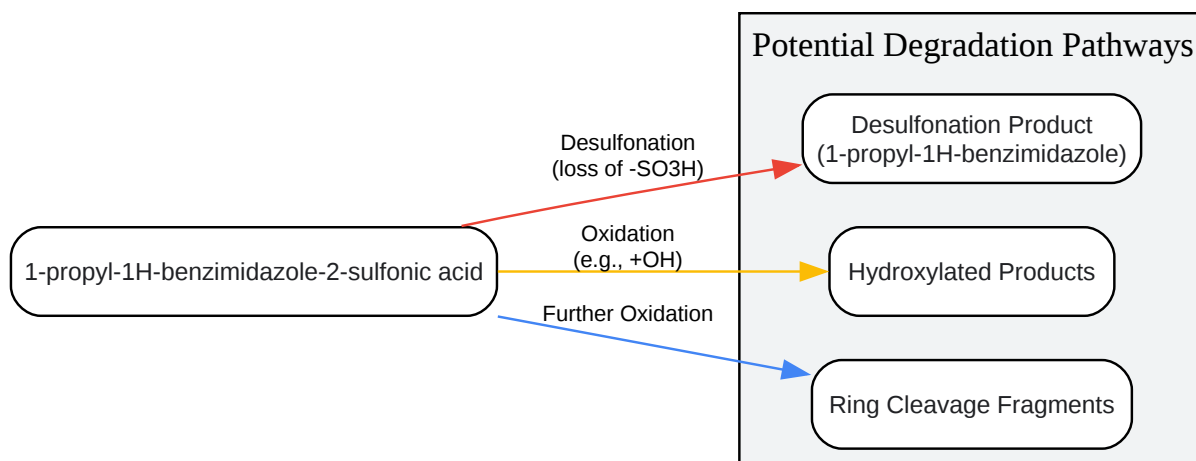 Potential Degradation Pathways
Desulfonation
(loss of -SO3H)
Desulfonation Product
(1-propyl-1H-benzimidazole)
1-propyl-1H-benzimidazole-2-sulfonic acid
Oxidation
(e.g., +OH)
Hydroxylated Products
Further Oxidation
Ring Cleavage Fragments